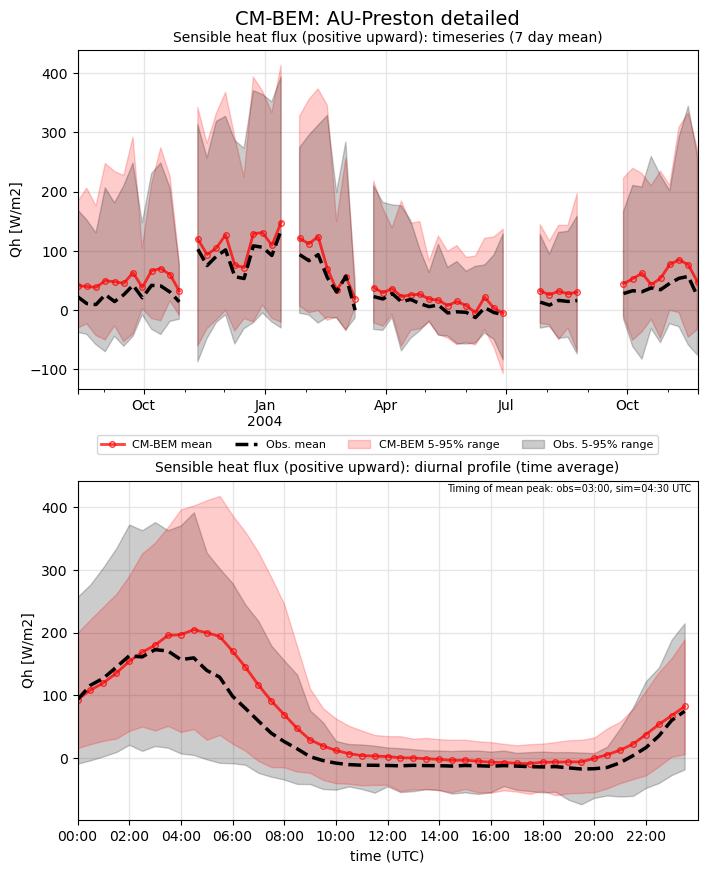 CM-BEM: AU-Preston detailed
Sensible heat flux (positive upward): timeseries (7 day mean)
400
300
200
100
0
−100
Qh [W/m2]
Oct
Jan
2004
Apr
Jul
Oct
CM-BEM mean
Obs. mean
CM-BEM 5-95% range
Obs. 5-95% range
Sensible heat flux (positive upward): diurnal profile (time average)
Timing of mean peak: obs=03:00, sim=04:30 UTC
400
300
200
100
0
Qh [W/m2]
00:00
02:00
04:00
06:00
08:00
10:00
12:00
14:00
16:00
18:00
20:00
22:00
time (UTC)